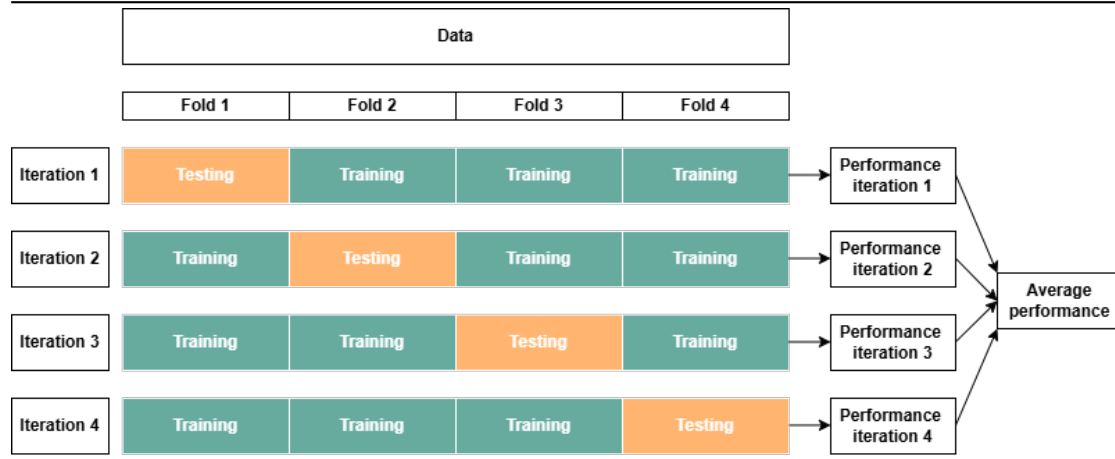 Data
Fold 1 Fold 2 Fold 3 Fold 4
Iteration 1 Testing Training Training Training Performance iteration 1
Iteration 2 Training Testing Training Training Performance iteration 2
Average performance
Iteration 3 Training Training Testing Training Performance iteration 3
Iteration 4 Training Training Training Testing Performance iteration 4